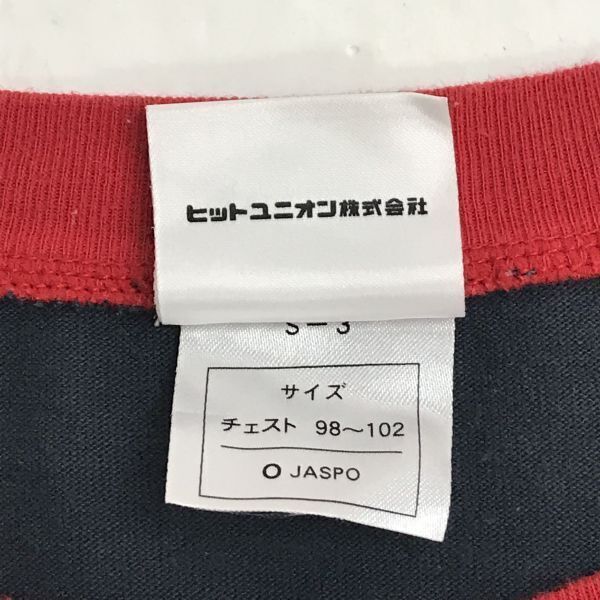 ヒットユニオン株式会社
S-3
サイズ
チェスト 98～102
O JASPO